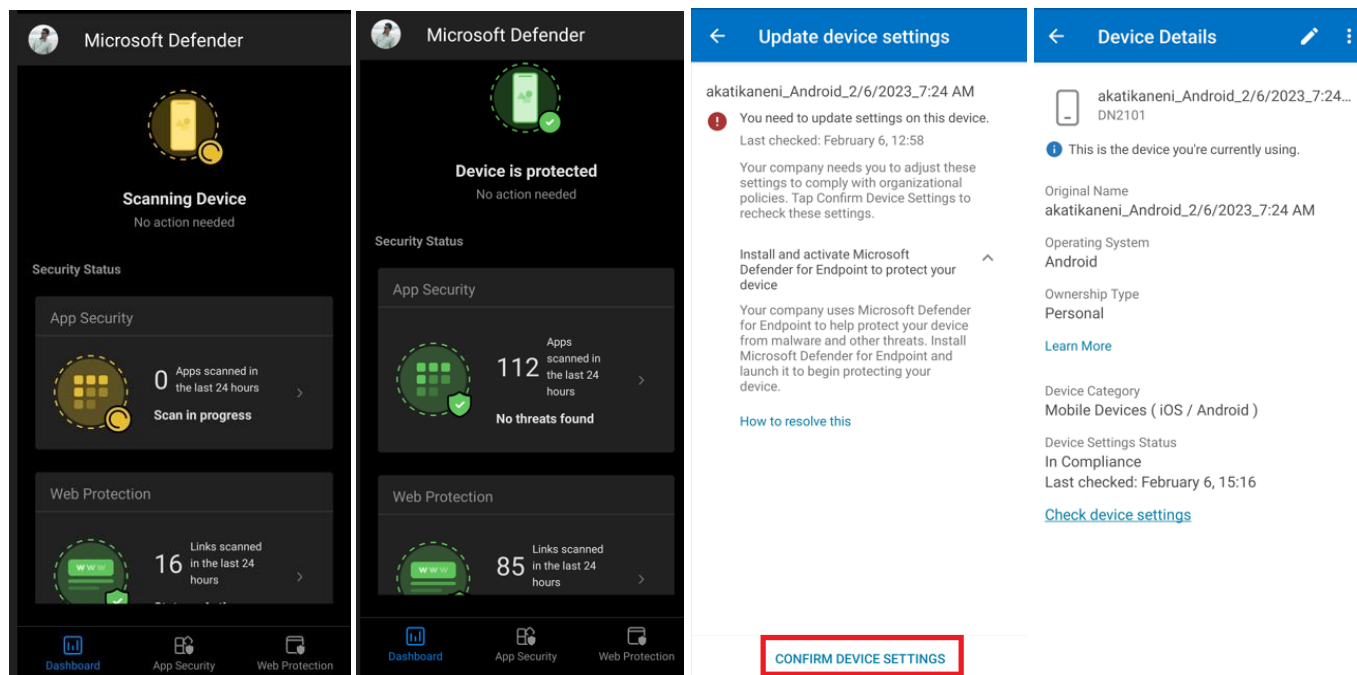 Microsoft Defender
Scanning Device
No action needed
Security Status
App Security
0 Apps scanned in
the last 24 hours
Scan in progress
Web Protection
www
16 Links scanned
in the last 24
hours
Dashboard
App Security
Web Protection
Microsoft Defender
Device is protected
No action needed
Security Status
App Security
112 Apps
scanned in
the last 24
hours
No threats found
Web Protection
www
85 Links scanned
in the last 24
hours
Dashboard
App Security
Web Protection
Update device settings
akatikaneni_Android_2/6/2023_7:24 AM
You need to update settings on this device.
Last checked: February 6, 12:58
Your company needs you to adjust these
settings to comply with organizational
policies. Tap Confirm Device Settings to
recheck these settings.
Install and activate Microsoft
Defender for Endpoint to protect your
device
Your company uses Microsoft Defender
for Endpoint to help protect your device
from malware and other threats. Install
Microsoft Defender for Endpoint and
launch it to begin protecting your
device.
How to resolve this
CONFIRM DEVICE SETTINGS
Device Details
akatikaneni_Android_2/6/2023_7:24...
DN2101
This is the device you're currently using.
Original Name
akatikaneni_Android_2/6/2023_7:24 AM
Operating System
Android
Ownership Type
Personal
Learn More
Device Category
Mobile Devices ( iOS / Android )
Device Settings Status
In Compliance
Last checked: February 6, 15:16
Check device settings